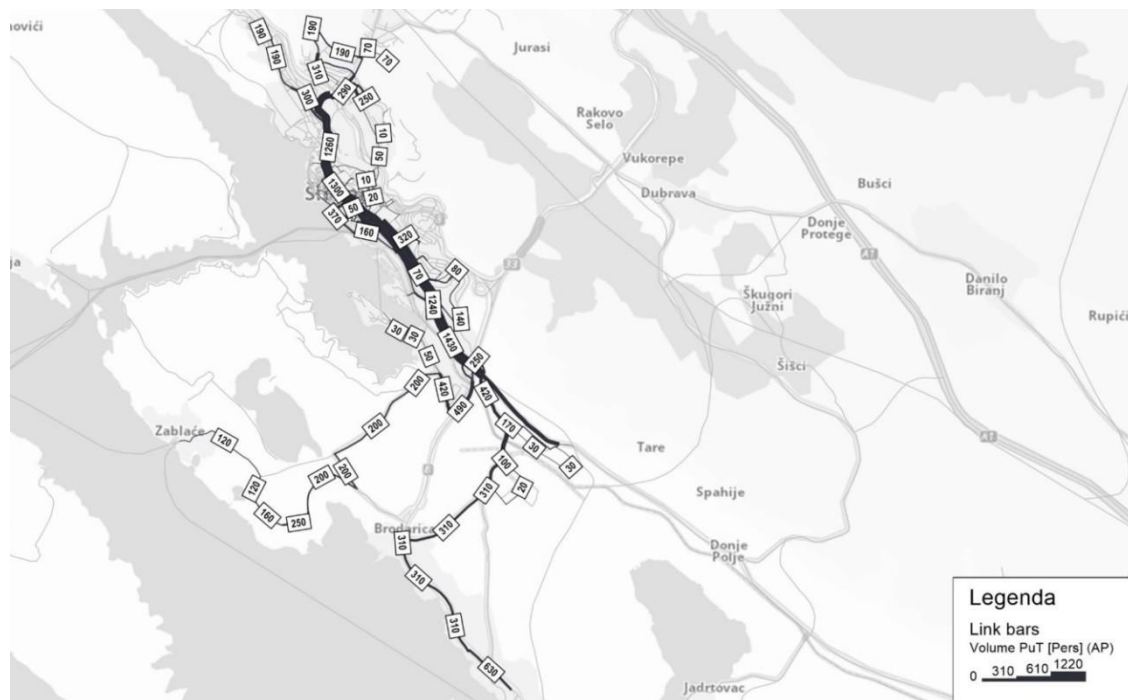 novići
190
190
70
190
70
190
310
300
290
250
Jurasi
Rakovo
Selo
Vukorepe
Dubrava
Bušci
Donje
Protege
Danilo
Biranj
Rupići
Škugori
Južni
Šišci
A1
A1
1260
10
50
10
20
1300
50
370
160
320
70
80
1240
140
1430
30
30
50
250
420
420
490
200
200
200
200
Zablaće
120
120
160
250
170
30
30
100
20
310
310
310
310
310
630
Brodarica
Tare
Spahije
Donje
Polje
Jadrtovac
Legenda
Link bars
Volume PuT [Pers] (AP)
0 310 610 1220